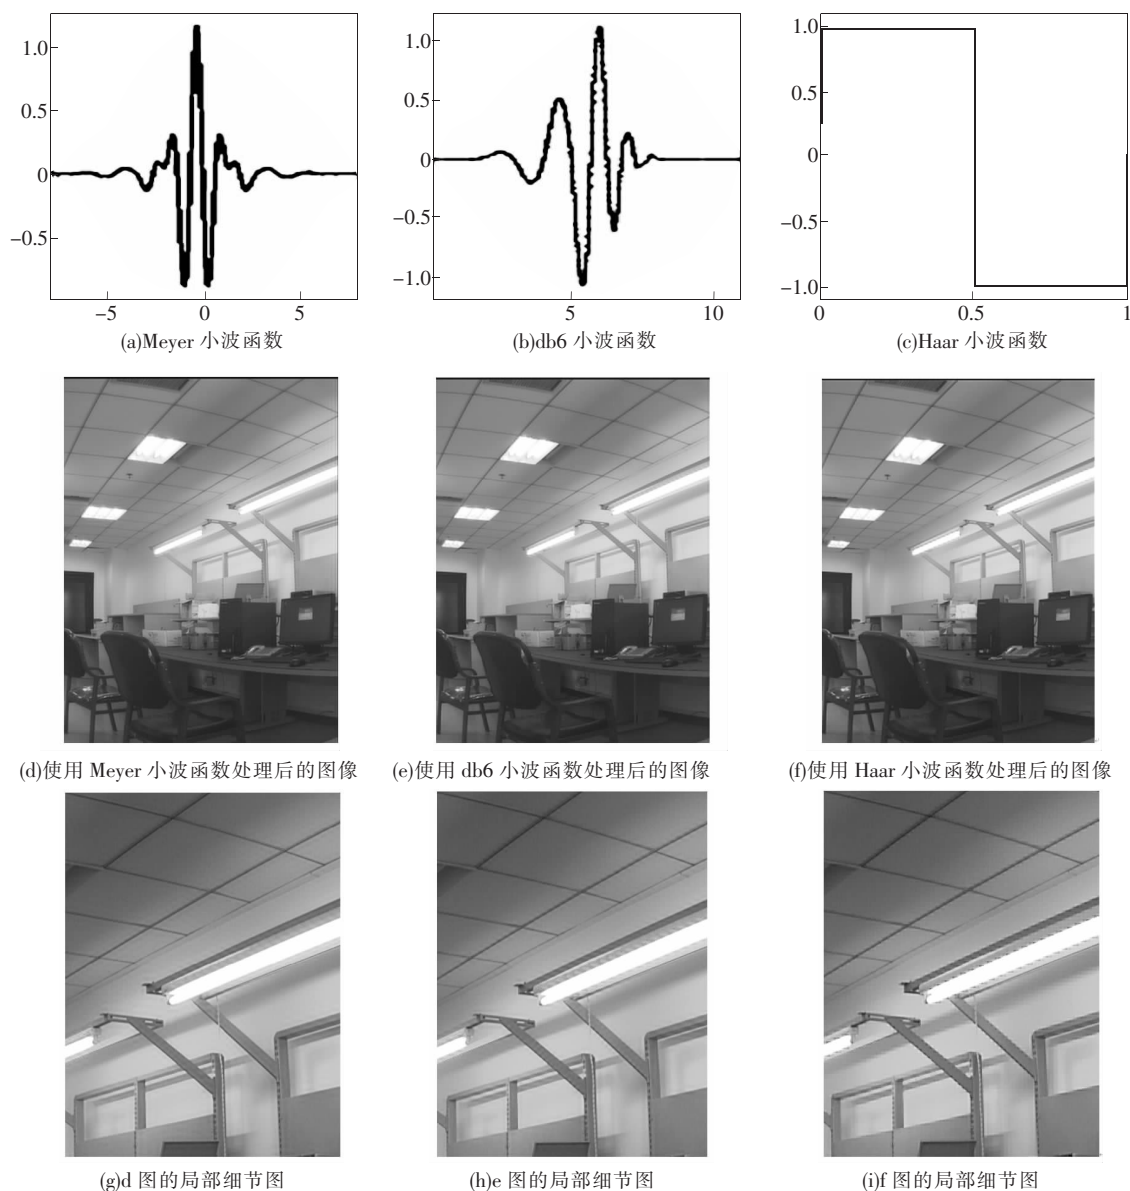 1.0
0.5
0
−0.5
−5
0
5
(a)Meyer 小波函数
1.0
0.5
0
−0.5
−1.0
5
10
(b)db6 小波函数
1.0
0.5
0
−0.5
−1.0
0
0.5
1
(c)Haar 小波函数
(d)使用 Meyer 小波函数处理后的图像
(e)使用 db6 小波函数处理后的图像
(f)使用 Haar 小波函数处理后的图像
(g)d 图的局部细节图
(h)e 图的局部细节图
(i)f 图的局部细节图